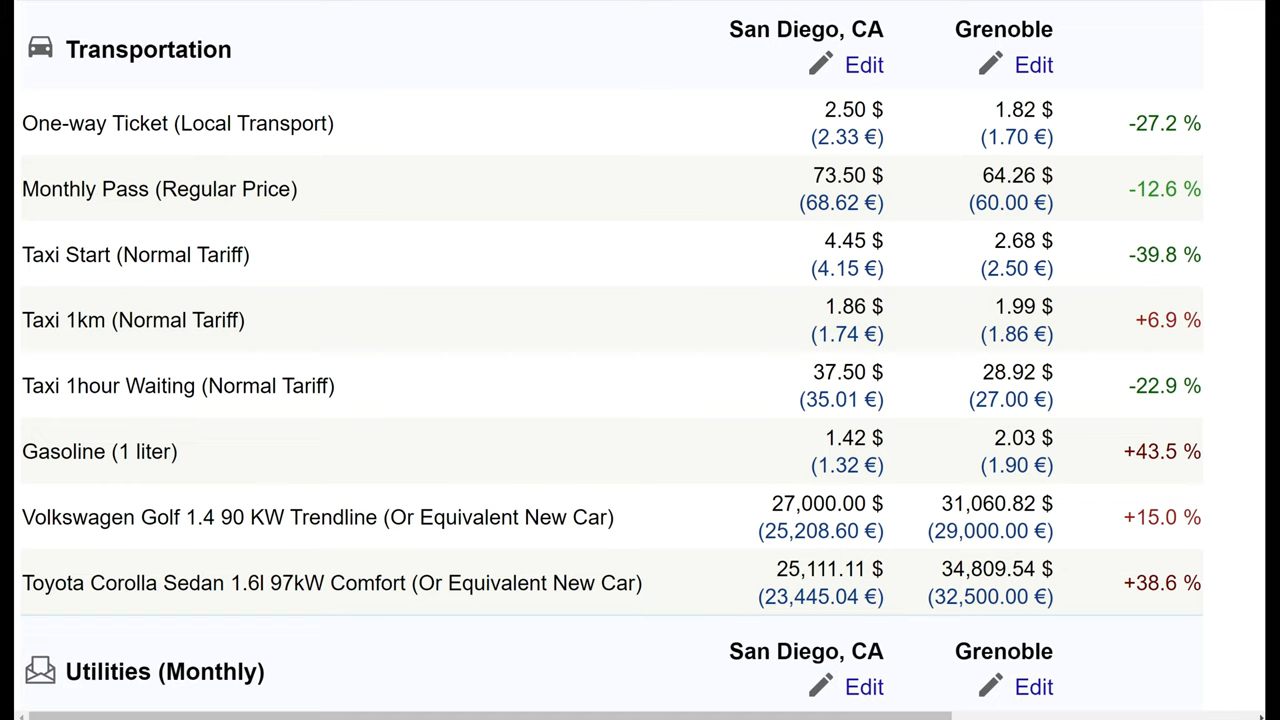 Transportation San Diego, CA Grenoble
Edit Edit
One-way Ticket (Local Transport) 2.50 $ 1.82 $ -27.2 %
(2.33 €) (1.70 €)
Monthly Pass (Regular Price) 73.50 $ 64.26 $ -12.6 %
(68.62 €) (60.00 €)
Taxi Start (Normal Tariff) 4.45 $ 2.68 $ -39.8 %
(4.15 €) (2.50 €)
Taxi 1km (Normal Tariff) 1.86 $ 1.99 $ +6.9 %
(1.74 €) (1.86 €)
Taxi 1hour Waiting (Normal Tariff) 37.50 $ 28.92 $ -22.9 %
(35.01 €) (27.00 €)
Gasoline (1 liter) 1.42 $ 2.03 $ +43.5 %
(1.32 €) (1.90 €)
Volkswagen Golf 1.4 90 KW Trendline (Or Equivalent New Car) 27,000.00 $ 31,060.82 $ +15.0 %
(25,208.60 €) (29,000.00 €)
Toyota Corolla Sedan 1.6l 97kW Comfort (Or Equivalent New Car) 25,111.11 $ 34,809.54 $ +38.6 %
(23,445.04 €) (32,500.00 €)
Utilities (Monthly) San Diego, CA Grenoble
Edit Edit